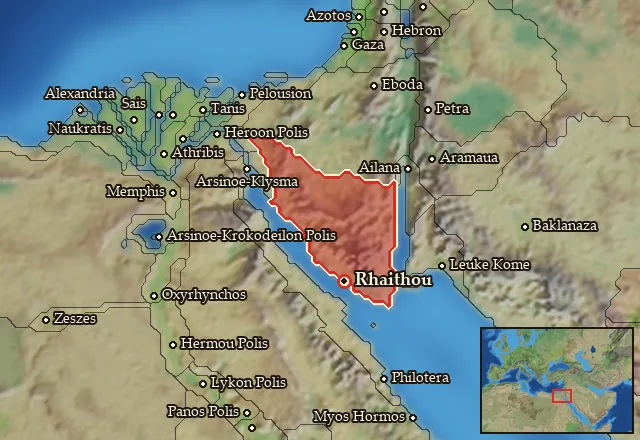 Azotos
Hebron
Gaza
Eboda
Alexandria
Pelousion
Sais
Tanis
Petra
Naukratis
Heroon Polis
Athribis
Aramaua
Ailana
Arsinoe-Klysma
Memphis
Baklanaza
Arsinoe-Krokodeilon Polis
Leuke Kome
Rhaithou
Oxyrhynchos
Zeszes
Hermou Polis
Philotera
Lykon Polis
Panos Polis
Myos Hormos